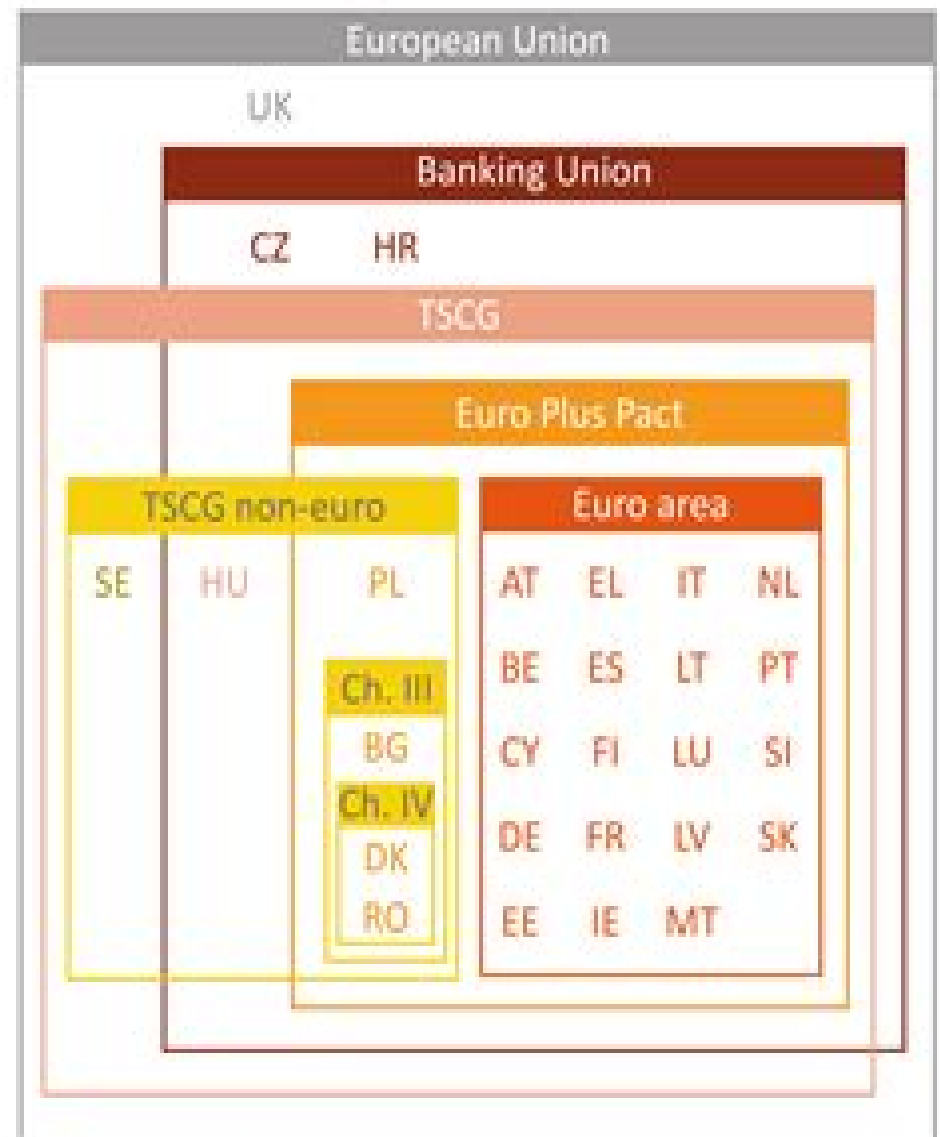 European Union
UK
Banking Union
CZ HR
TSCG
Euro Plus Pact
TSCG non-euro Euro area
SE HU PL AT EL IT NL
BE ES LT PT
Ch. III
BG CY FI LU SI
Ch. IV
DE FR LV SK
DK
RO EE IE MT